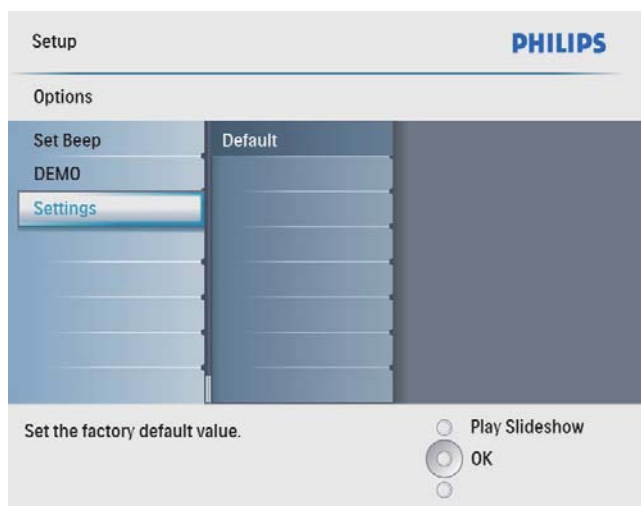 Setup
PHILIPS
Options
Set Beep
Default
DEMO
Settings
Set the factory default value.
Play Slideshow
OK